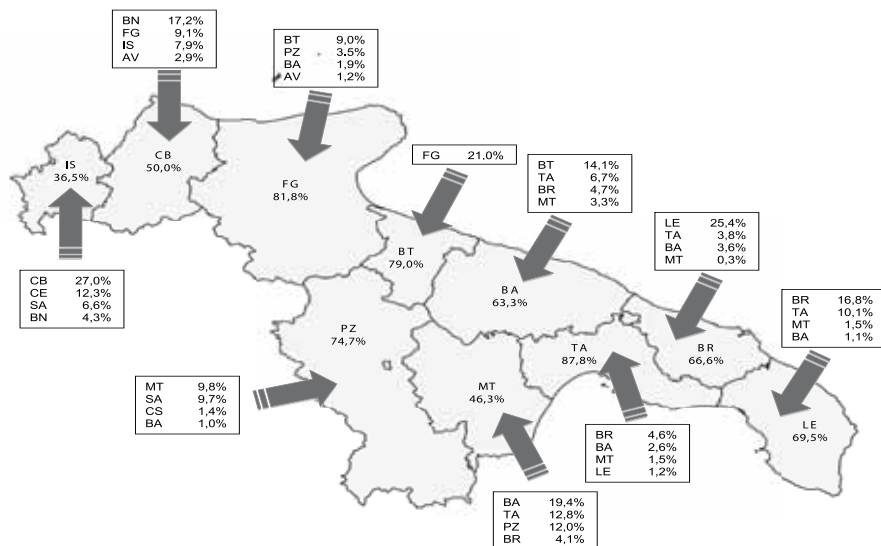 BN 17,2%
FG 9,1%
IS 7,9%
AV 2,9%
BT 9,0%
PZ 3.5%
BA 1,9%
AV 1,2%
FG 21,0%
BT 14,1%
TA 6,7%
BR 4,7%
MT 3,3%
LE 25,4%
TA 3,8%
BA 3,6%
MT 0,3%
BR 16,8%
TA 10,1%
MT 1,5%
BA 1,1%
IS
36,5%
CB
50,0%
FG
81,8%
BT
79,0%
BA
63,3%
PZ
74,7%
MT
46,3%
TA
87,8%
BR
66,6%
LE
69,5%
CB 27,0%
CE 12,3%
SA 6,6%
BN 4,3%
MT 9,8%
SA 9,7%
CS 1,4%
BA 1,0%
BR 4,6%
BA 2,6%
MT 1,5%
LE 1,2%
BA 19,4%
TA 12,8%
PZ 12,0%
BR 4,1%